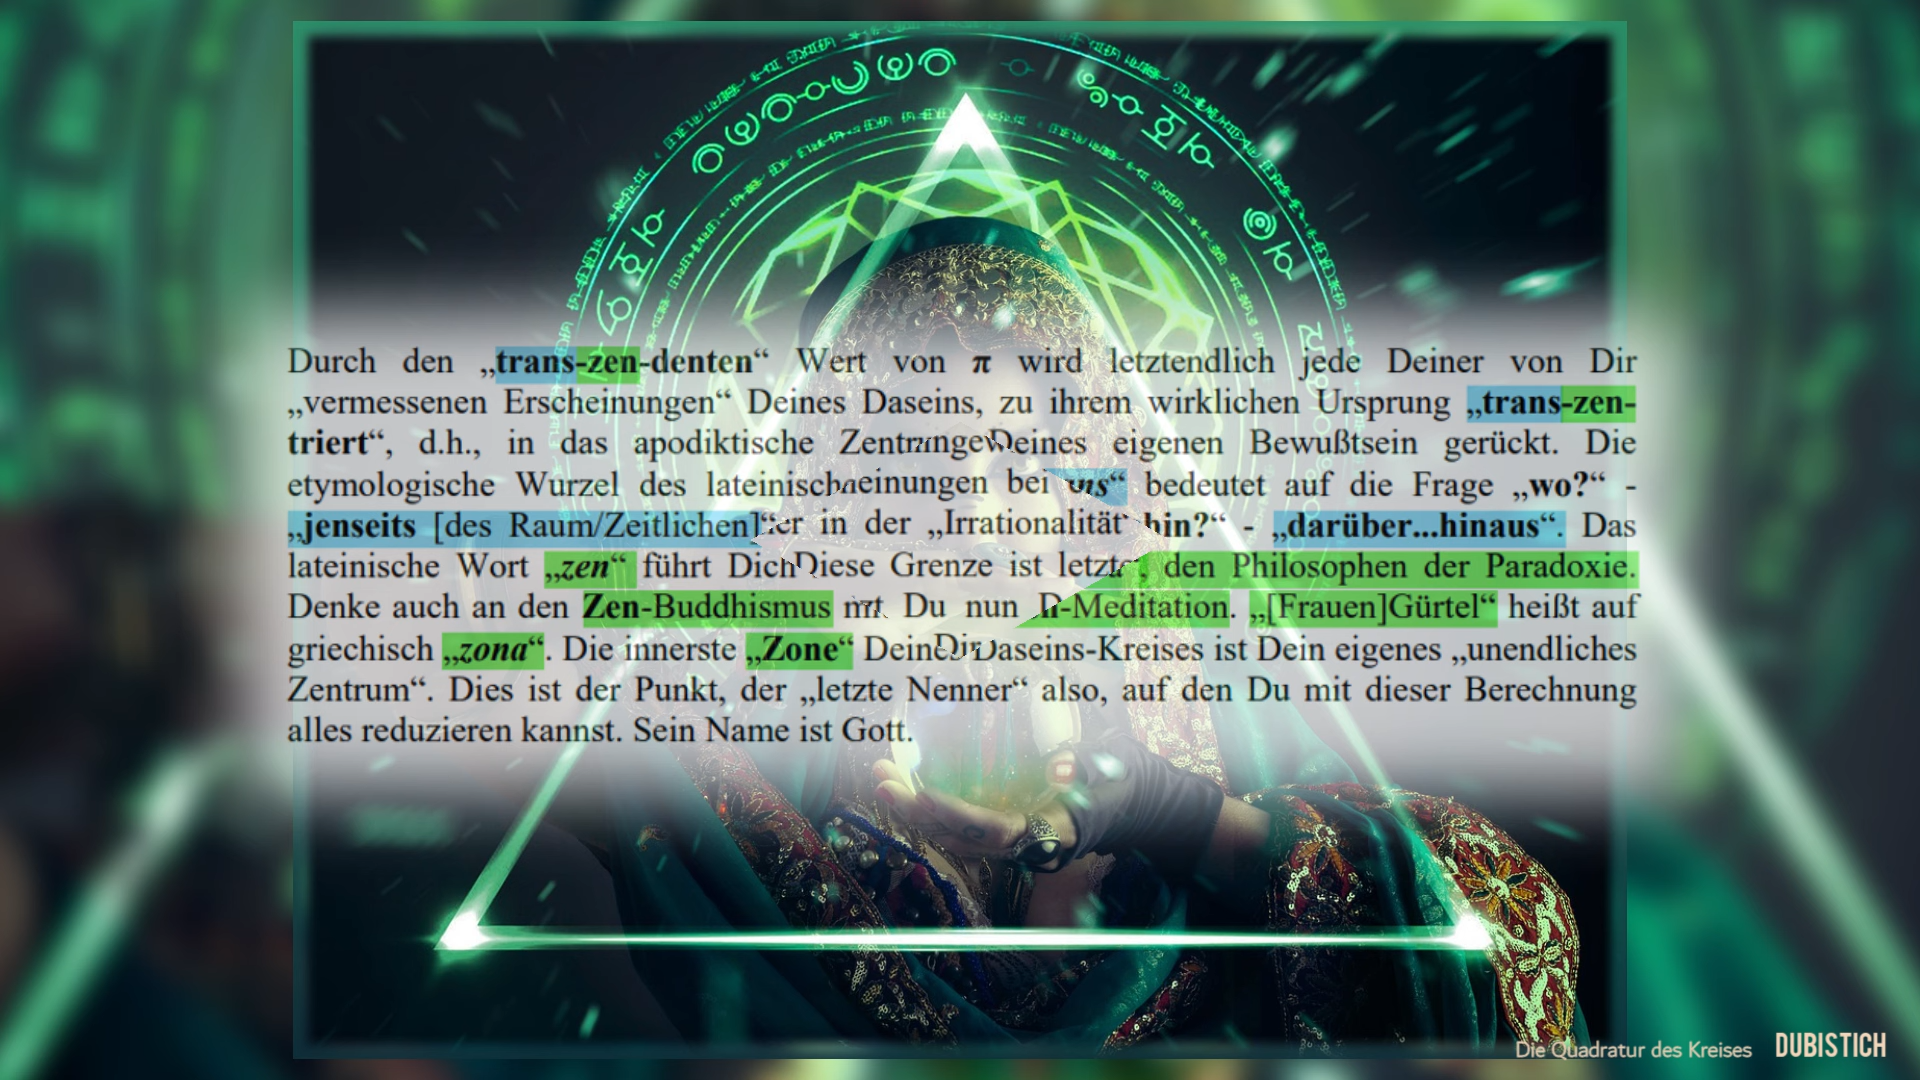 Durch den „trans-zen-denten“ Wert von π wird letztendlich jede Deiner von Dir
„vermessenen Erscheinungen“ Deines Daseins, zu ihrem wirklichen Ursprung „trans-zen-
triert“, d.h., in das apodiktische Deines eigenen Bewußtsein gerückt. Die
etymologische Wurzel des einungen bei bedeutet auf die Frage „wo?“ -
„jenseits [des Raum/Zeitlichen]“ in der „Irrationalität hin?“ - „darüber...hinaus“. Das
lateinische Wort „zen“ führt Dich Diese Grenze ist den Philosophen der Paradoxie.
Denke auch an den Zen-Buddhismus Du nun -Meditation. „[Frauen]Gürtel“ heißt auf
griechisch „zona“. Die innerste „Zone“ Daseins-Kreises ist Dein eigenes „unendliches
Zentrum“. Dies ist der Punkt, der „letzte Nenner“ also, auf den Du mit dieser Berechnung
alles reduzieren kannst. Sein Name ist Gott.
Die Quadratur des Kreises DUBISTICH